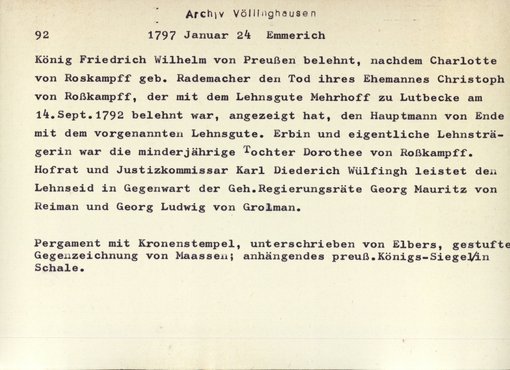 Archiv Völlinghausen
92 1797 Januar 24 Emmerich
König Friedrich Wilhelm von Preußen belehnt, nachdem Charlotte
von Roskampff geb. Rademacher den Tod ihres Ehemannes Christoph
von Roßkampff, der mit dem Lehnsgute Mehrhoff zu Lutbecke am
14.Sept.1792 belehnt war, angezeigt hat, den Hauptmann von Ende
mit dem vorgenannten Lehnsgute. Erbin und eigentliche Lehnsträ-
gerin war die minderjährige Tochter Dorothee von Roßkampff.
Hofrat und Justizkommissar Karl Diederich Wülfingh leistet den
Lehnseid in Gegenwart der Geh.Regierungsräte Georg Mauritz von
Reiman und Georg Ludwig von Grolman.
Pergament mit Kronenstempel, unterschrieben von Elbers, gestufte
Gegenzeichnung von Maassen; anhängendes preuß.Königs-Siegel/in
Schale.